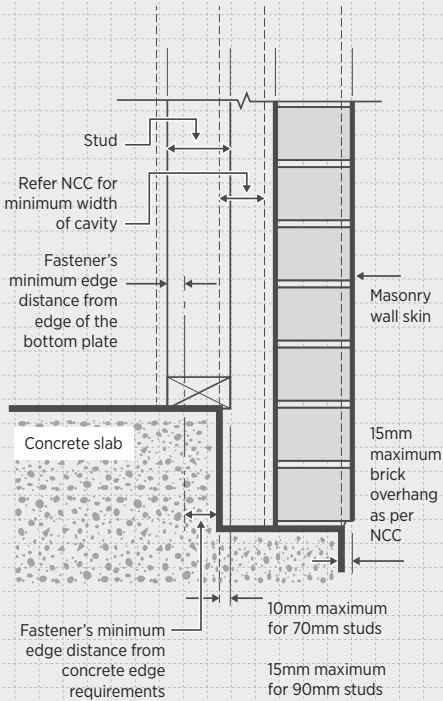 Stud
Refer NCC for
minimum width
of cavity
Fastener's
minimum edge
distance from
edge of the
bottom plate
Masonry
wall skin
Concrete slab
15mm
maximum
brick
overhang
as per
NCC
Fastener's minimum
edge distance from
concrete edge
requirements
10mm maximum
for 70mm studs
15mm maximum
for 90mm studs